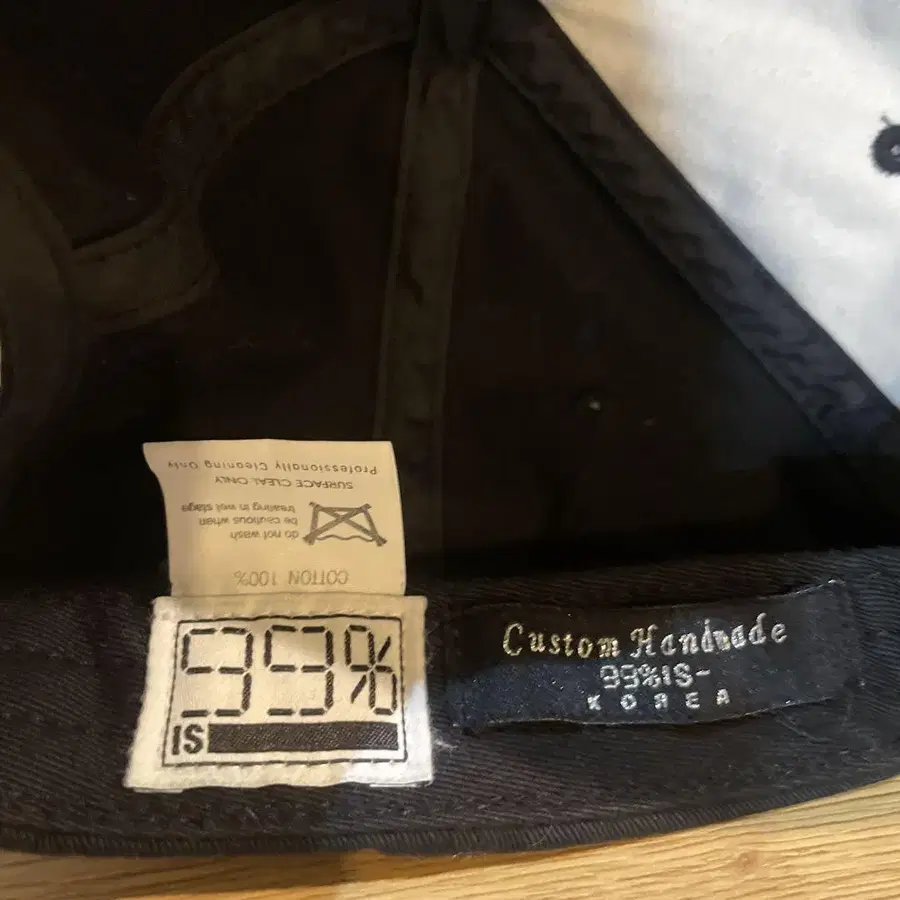 COTTON 100%
do not wash
be cautious when
treating in wet stage
SURFACE CLEAL ONLY
Professionally Cleaning Only
99%
IS
Custom Handmade
99%IS-
KOREA